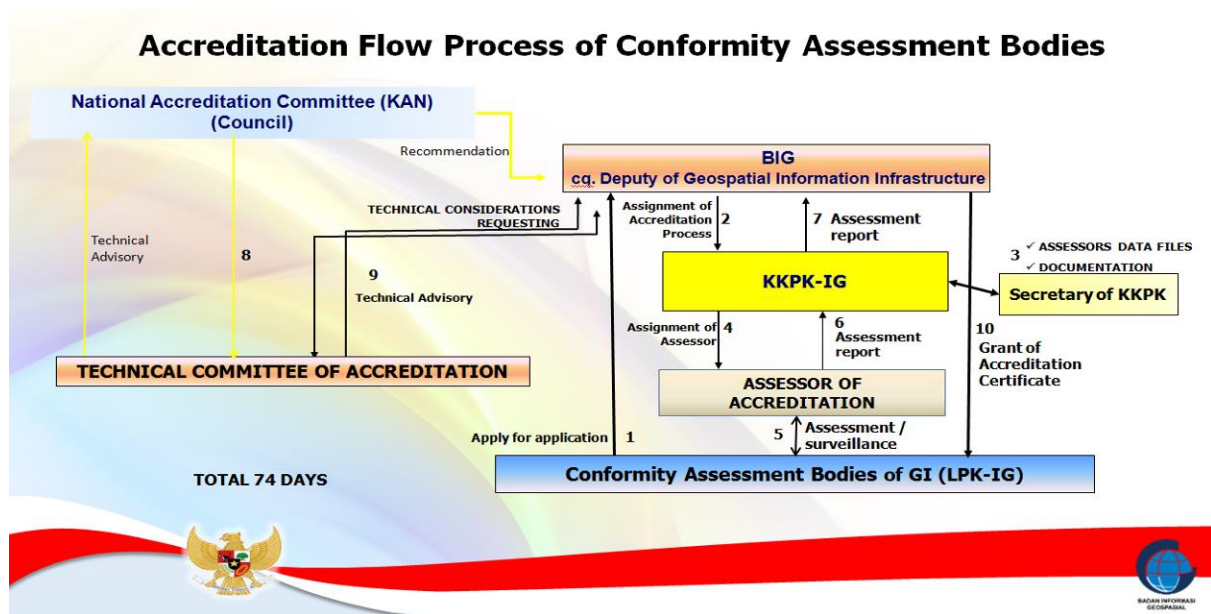 Accreditation Flow Process of Conformity Assessment Bodies
National Accreditation Committee (KAN)
(Council)
Recommendation
BIG
cq. Deputy of Geospatial Information Infrastructure
TECHNICAL CONSIDERATIONS
REQUESTING
Assignment of
Accreditation
Process
2
7 Assessment
report
Technical
Advisory
8
9
Technical Advisory
3
✓ ASSESSORS DATA FILES
✓ DOCUMENTATION
KKPK-IG
Secretary of KKPK
Assignment of
Assessor
4
6
Assessment
report
10
Grant of
Accreditation
Certificate
TECHNICAL COMMITTEE OF ACCREDITATION
ASSESSOR OF
ACCREDITATION
Apply for application
1
5
Assessment /
surveillance
Conformity Assessment Bodies of GI (LPK-IG)
TOTAL 74 DAYS
BADAN INFORMASI
GEOSPASIAL